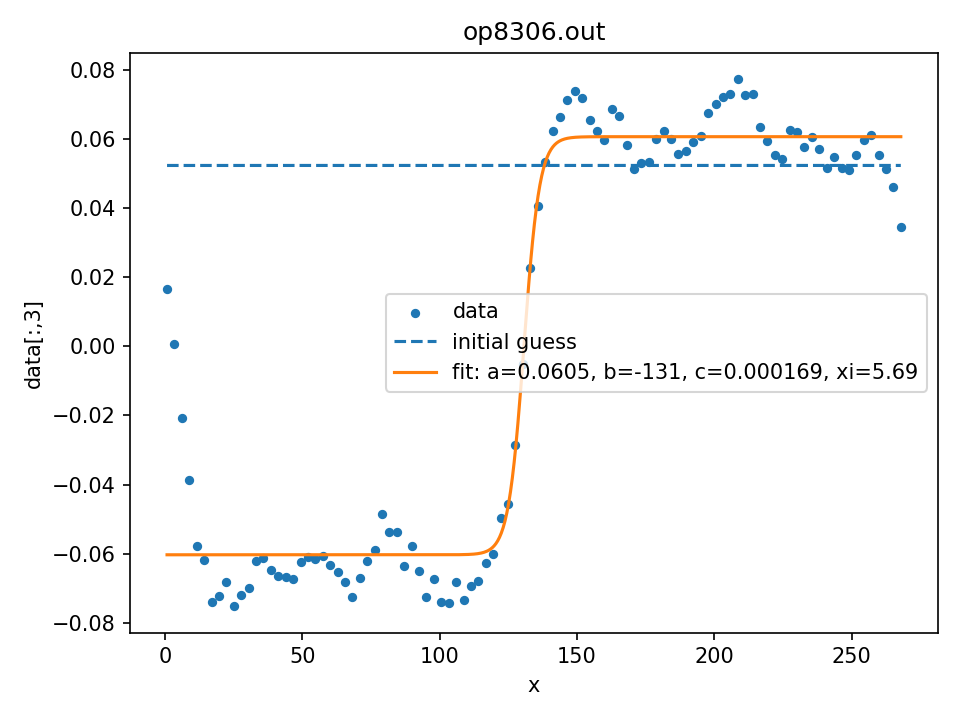 op8306.out
0.08
0.06
0.04
0.02
0.00
−0.02
−0.04
−0.06
−0.08
data[:,3]
data
initial guess
fit: a=0.0605, b=-131, c=0.000169, xi=5.69
0 50 100 150 200 250
x